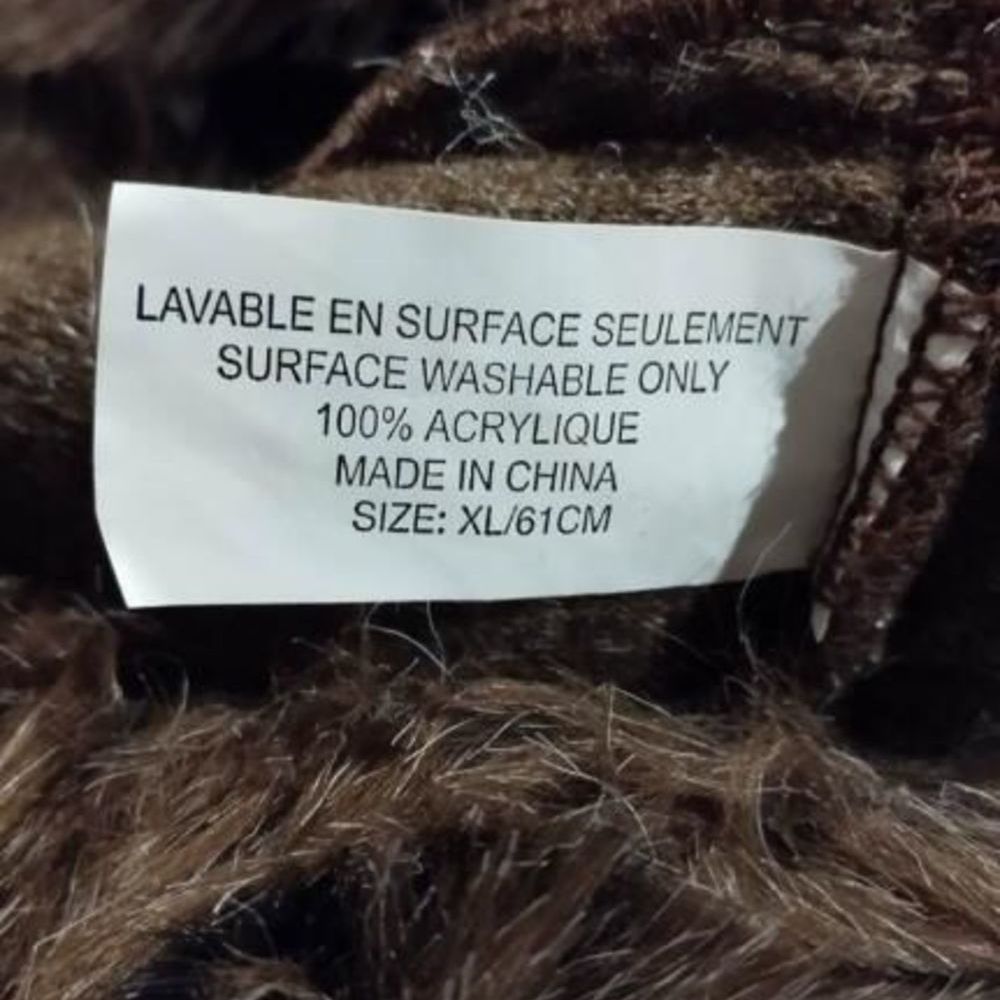 LAVABLE EN SURFACE SEULEMENT
SURFACE WASHABLE ONLY
100% ACRYLIQUE
MADE IN CHINA
SIZE: XL/61CM